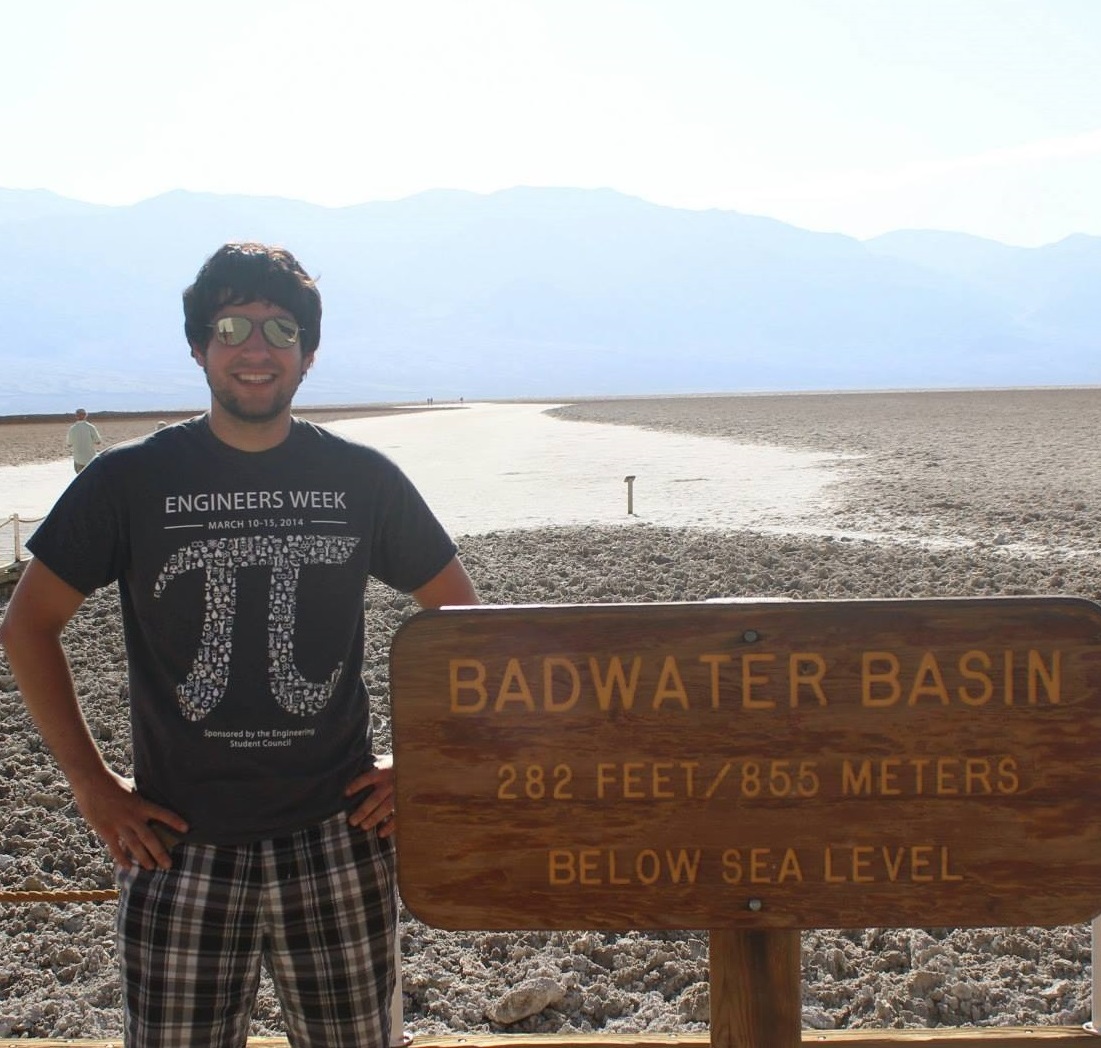 ENGINEERS WEEK
MARCH 10-15, 2014
π
Sponsored by the Engineering
Student Council
BADWATER BASIN
282 FEET/855 METERS
BELOW SEA LEVEL